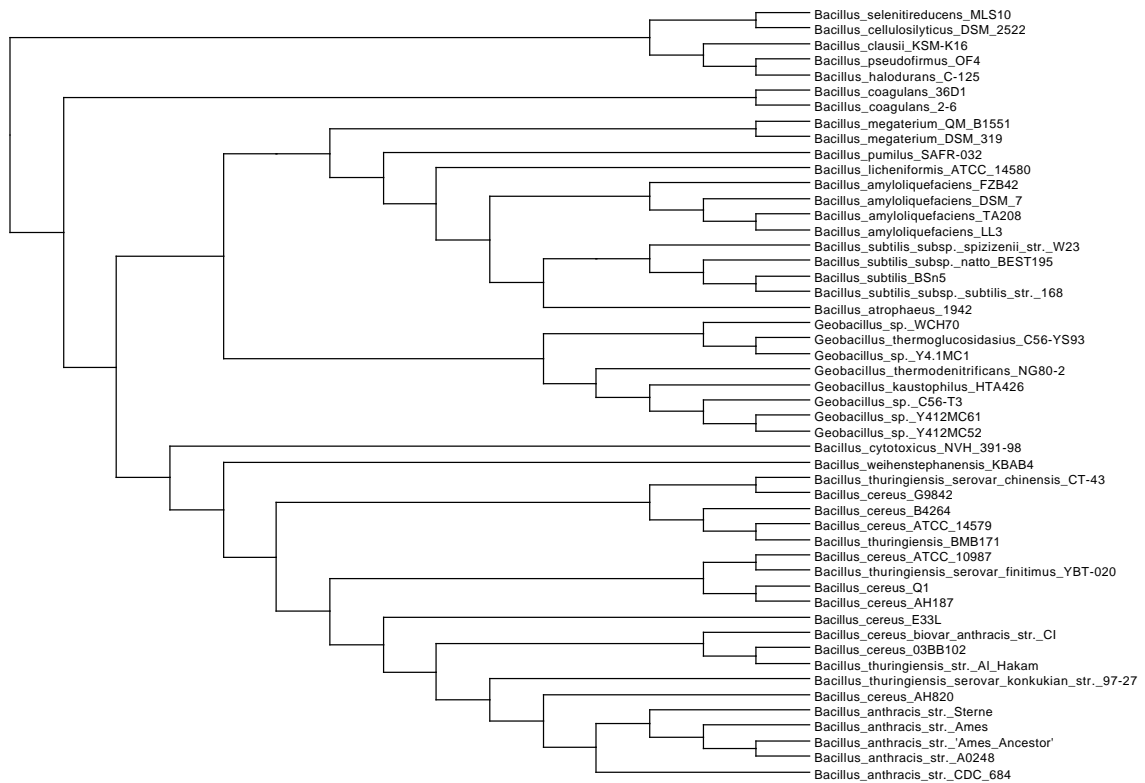 Bacillus_selenitireducens_MLS10
Bacillus_cellulosilyticus_DSM_2522
Bacillus_clausii_KSM-K16
Bacillus_pseudofirmus_OF4
Bacillus_halodurans_C-125
Bacillus_coagulans_36D1
Bacillus_coagulans_2-6
Bacillus_megaterium_QM_B1551
Bacillus_megaterium_DSM_319
Bacillus_pumilus_SAFR-032
Bacillus_licheniformis_ATCC_14580
Bacillus_amyloliquefaciens_FZB42
Bacillus_amyloliquefaciens_DSM_7
Bacillus_amyloliquefaciens_TA208
Bacillus_amyloliquefaciens_LL3
Bacillus_subtilis_subsp._spizizenii_str._W23
Bacillus_subtilis_subsp._natto_BEST195
Bacillus_subtilis_BSn5
Bacillus_subtilis_subsp._subtilis_str._168
Bacillus_atrophaeus_1942
Geobacillus_sp._WCH70
Geobacillus_thermoglucosidasius_C56-YS93
Geobacillus_sp._Y4.1MC1
Geobacillus_thermodenitrificans_NG80-2
Geobacillus_kaustophilus_HTA426
Geobacillus_sp._C56-T3
Geobacillus_sp._Y412MC61
Geobacillus_sp._Y412MC52
Bacillus_cytotoxicus_NVH_391-98
Bacillus_weihenstephanensis_KBAB4
Bacillus_thuringiensis_serovar_chinensis_CT-43
Bacillus_cereus_G9842
Bacillus_cereus_B4264
Bacillus_cereus_ATCC_14579
Bacillus_thuringiensis_BMB171
Bacillus_cereus_ATCC_10987
Bacillus_thuringiensis_serovar_finitimus_YBT-020
Bacillus_cereus_Q1
Bacillus_cereus_AH187
Bacillus_cereus_E33L
Bacillus_cereus_biovar_anthracis_str._CI
Bacillus_cereus_03BB102
Bacillus_thuringiensis_str._Al_Hakam
Bacillus_thuringiensis_serovar_konkukian_str._97-27
Bacillus_cereus_AH820
Bacillus_anthracis_str._Sterne
Bacillus_anthracis_str._Ames
Bacillus_anthracis_str._'Ames_Ancestor'
Bacillus_anthracis_str._A0248
Bacillus_anthracis_str._CDC_684